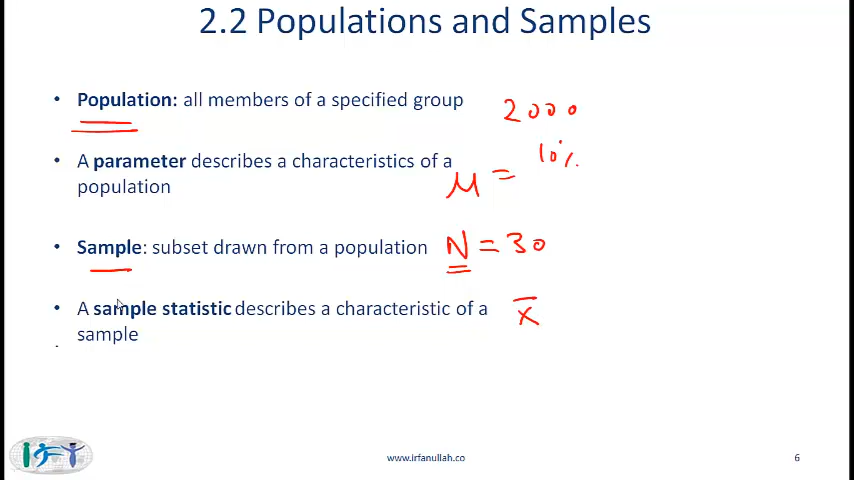 2.2 Populations and Samples
• Population: all members of a specified group 2000
• A parameter describes a characteristics of a
population μ = 10%
• Sample: subset drawn from a population N = 30
• A sample statistic describes a characteristic of a
sample x̄
www.irfanullah.co
6